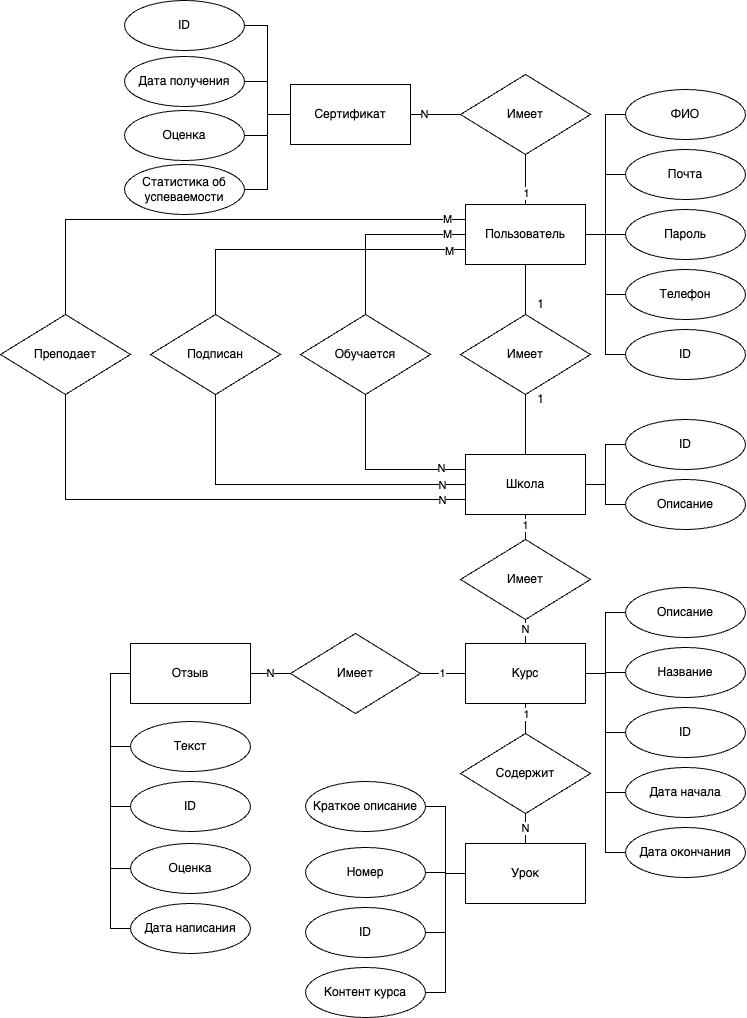 ID
Дата получения
Оценка
Статистика об
успеваемости
Сертификат
N
Имеет
1
ФИО
Почта
Пароль
Телефон
ID
Пользователь
M
M
M
1
Преподает
Подписан
Обучается
Имеет
1
N
N
N
Школа
ID
Описание
1
Имеет
N
Отзыв
N
Имеет
1
Курс
Описание
Название
ID
Дата начала
Дата окончания
1
Содержит
N
Текст
ID
Оценка
Дата написания
Краткое описание
Номер
ID
Контент курса
Урок